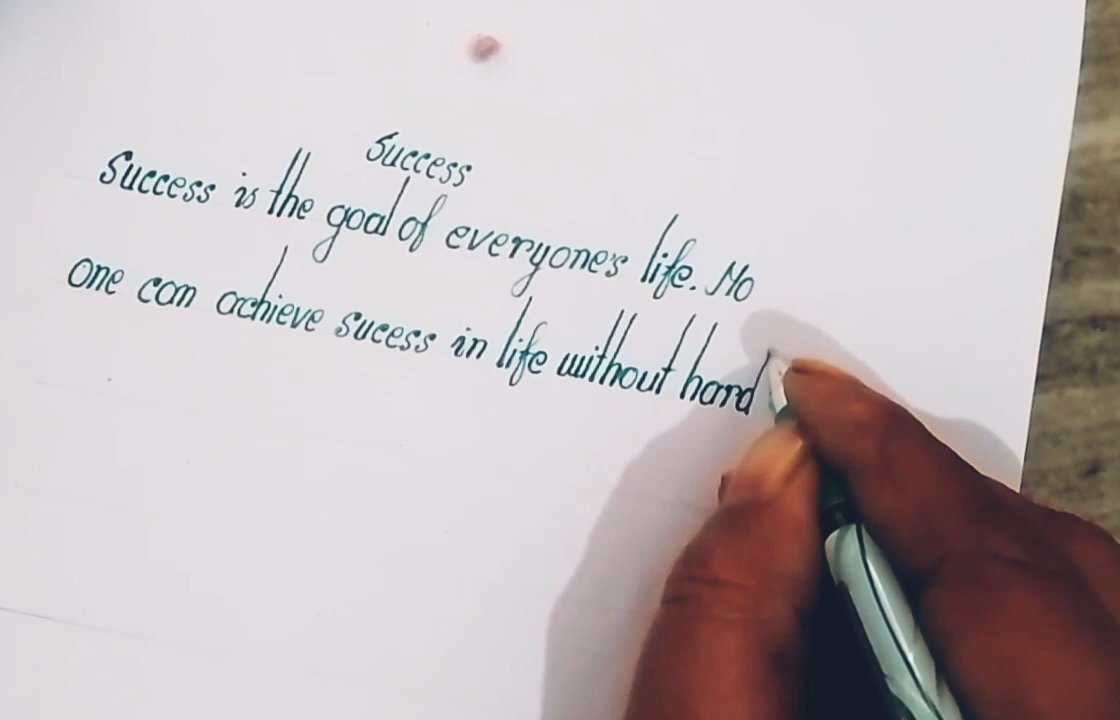 Success
Success is the goal of everyone's life. No
one can achieve sucess in life without hard